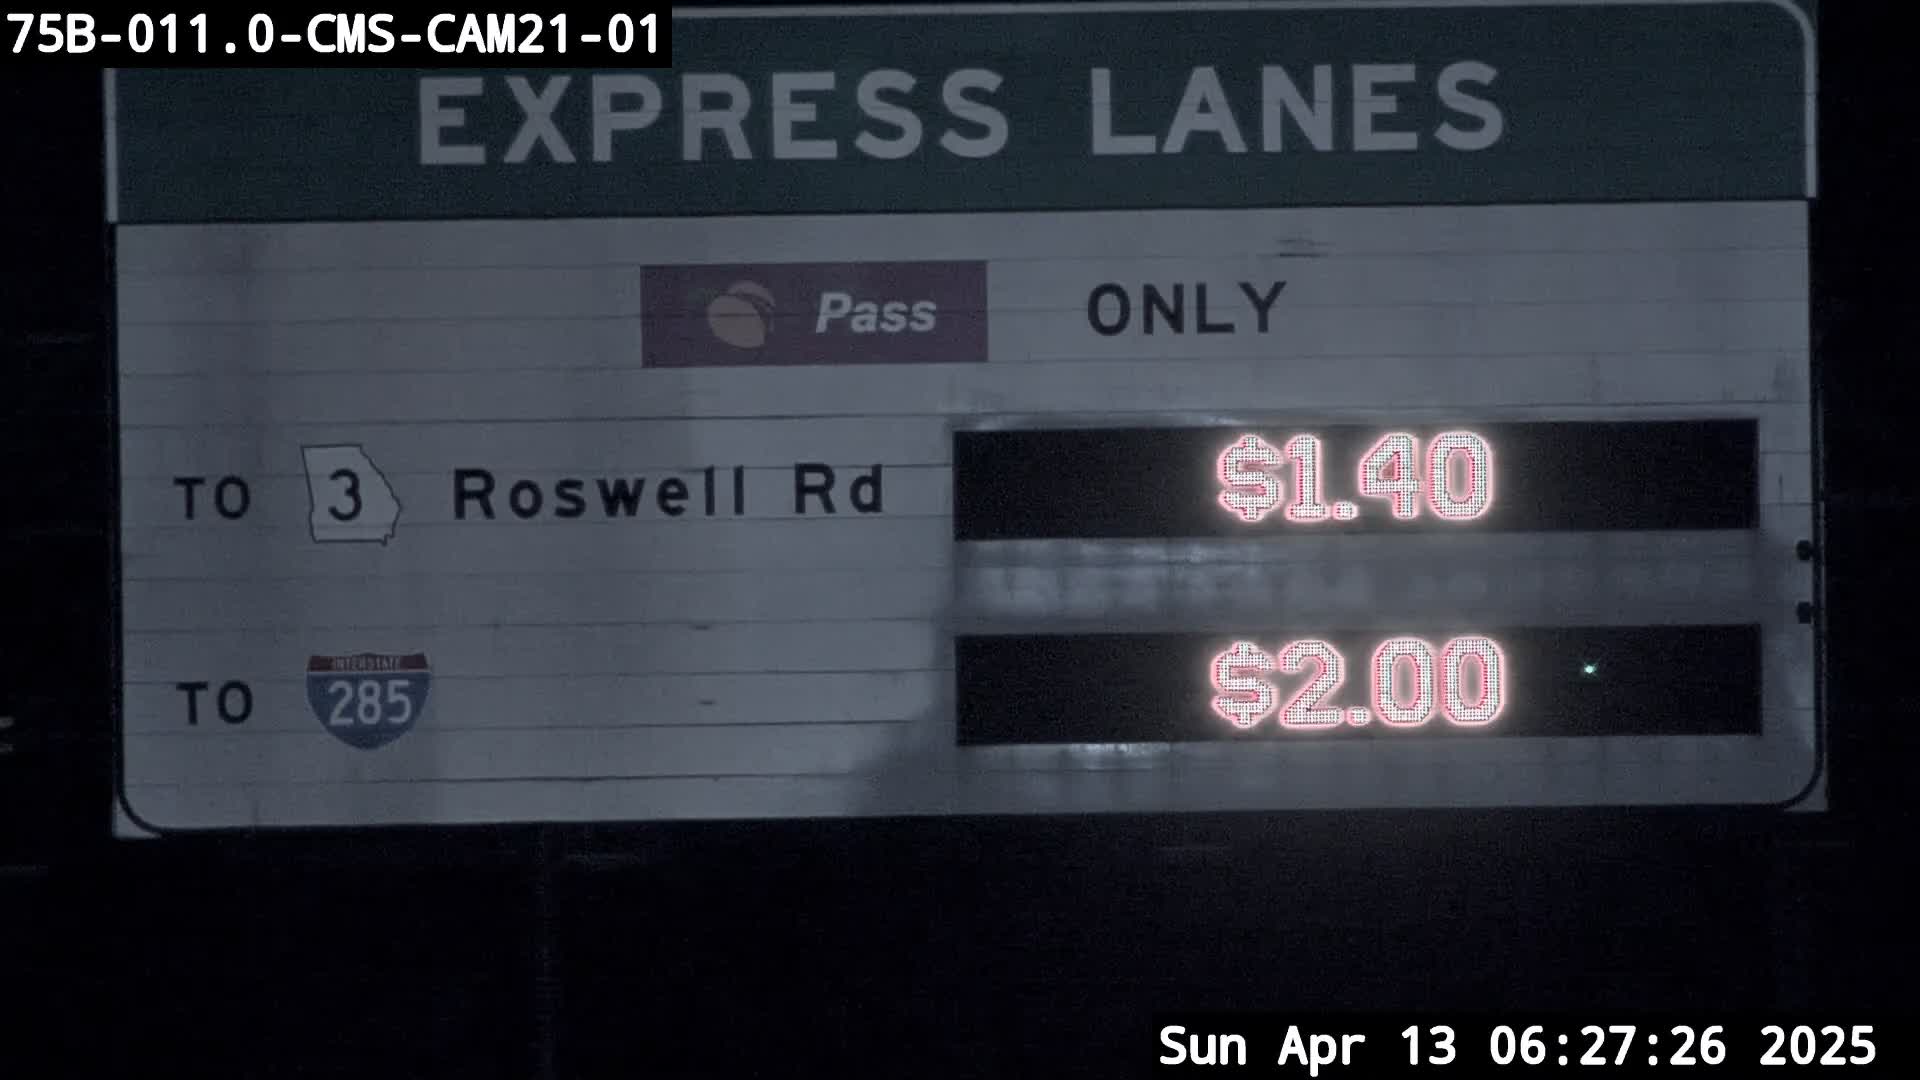 75B-011.0-CMS-CAM21-01
EXPRESS LANES
Pass ONLY
TO 3 Roswell Rd $1.40
TO INTERSTATE 285 $2.00
Sun Apr 13 06:27:26 2025